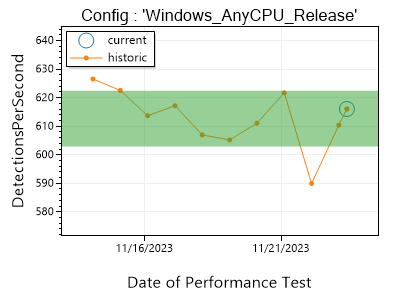 Config : 'Windows_AnyCPU_Release'
640
current
historic
620
610
600
590
580
DetectionsPerSecond
11/16/2023 11/21/2023
Date of Performance Test